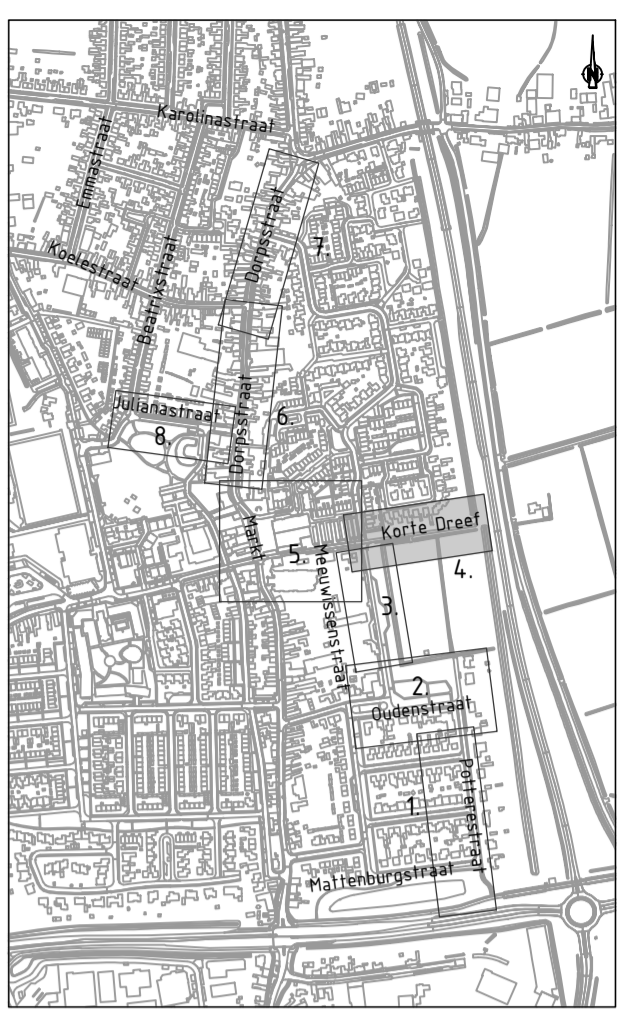 N
Karolinastraat
Emmastraat
Dorpsstraat
7.
Koelestraat
Beatrixstraat
Julianastraat
8.
Dorpsstraat
6.
Markt
5.
Korte Dreef
4.
Meeuwissenstraat
3.
2.
Oudenstraat
1.
Potterestraat
Mattenburgstraat